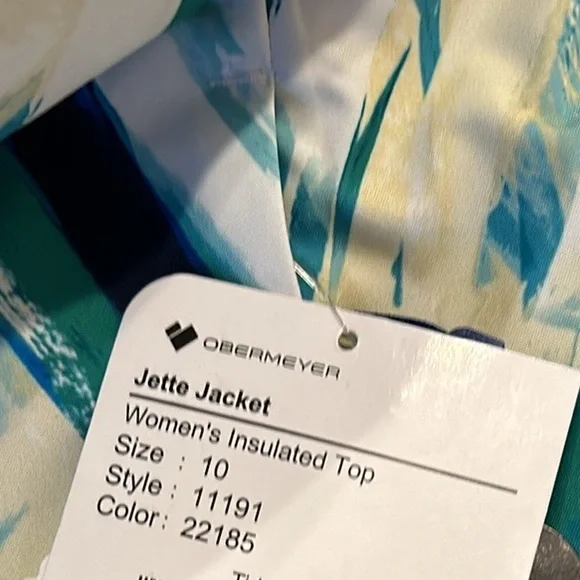 OBERMEYER
Jette Jacket
Women's Insulated Top
Size : 10
Style : 11191
Color : 22185